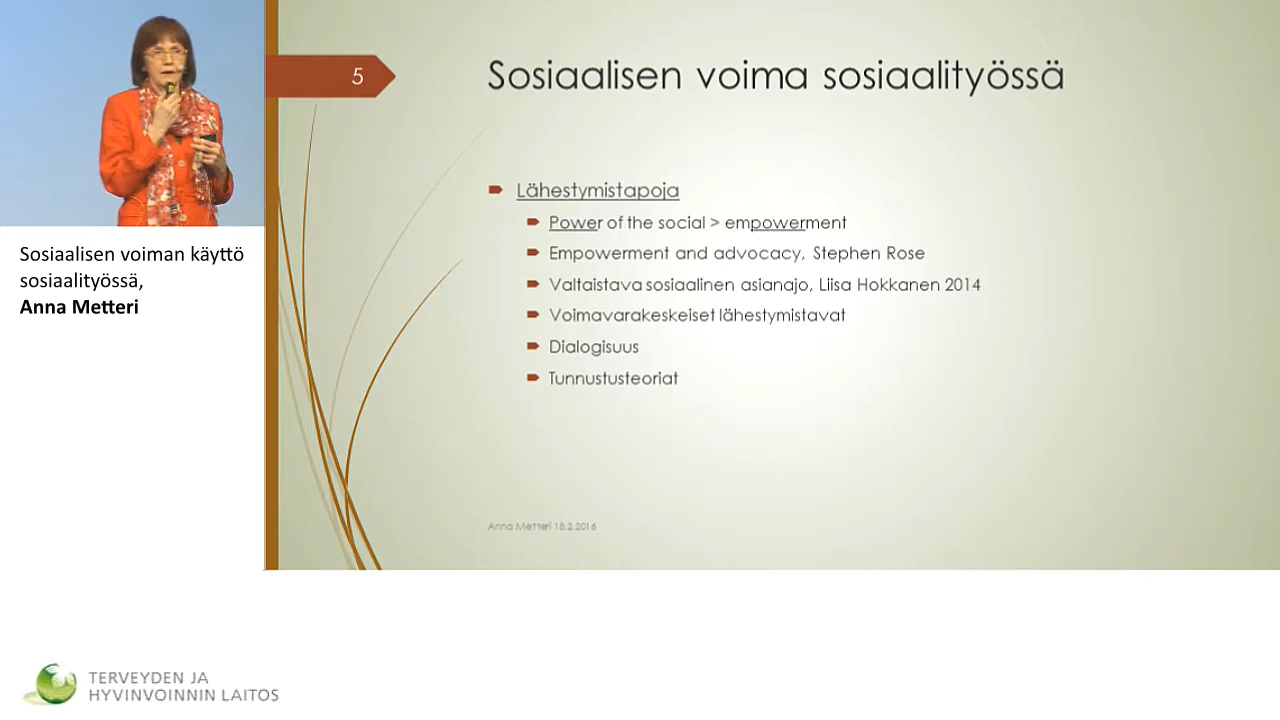 Sosiaalisen voiman käyttö
sosiaalityössä,
Anna Metteri
5
Sosiaalisen voima sosiaalityössä
Lähestymistapoja
Power of the social > empowerment
Empowerment and advocacy, Stephen Rose
Valtaistava sosiaalinen asianajo, Liisa Hokkanen 2014
Voimavarakeskeiset lähestymistavat
Dialogisuus
Tunnustusteoriat
Anna Metteri 18.2.2016
TERVEYDEN JA
HYVINVOINNIN LAITOS